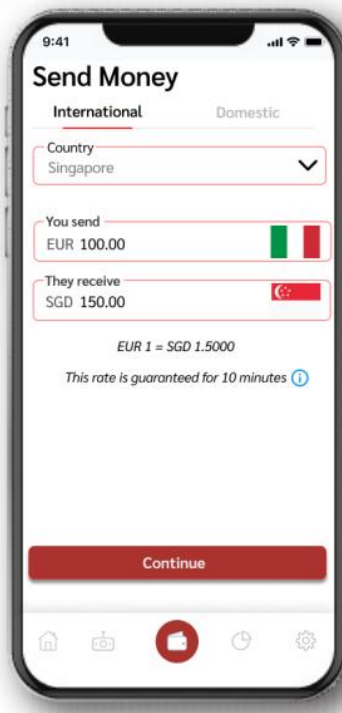 9:41
Send Money
International Domestic
Country
Singapore
You send
EUR 100.00
They receive
SGD 150.00
EUR 1 = SGD 1.5000
This rate is guaranteed for 10 minutes
Continue